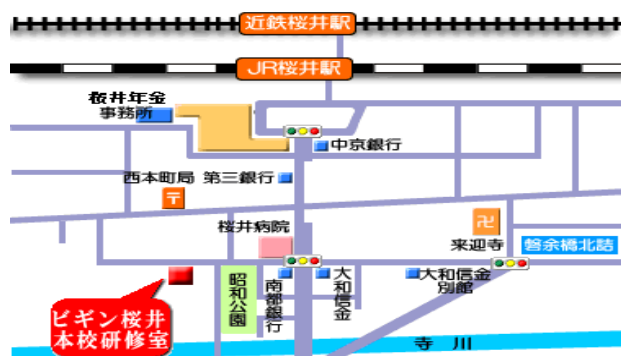 近鉄桜井駅
JR桜井駅
桜井年金
事務所
中京銀行
西本町局
第三銀行
〒
桜井病院
卍
来迎寺
磐余橋北詰
昭和公園
南都銀行
大和信金
大和信金
別館
ビギン桜井
本校研修室
寺川